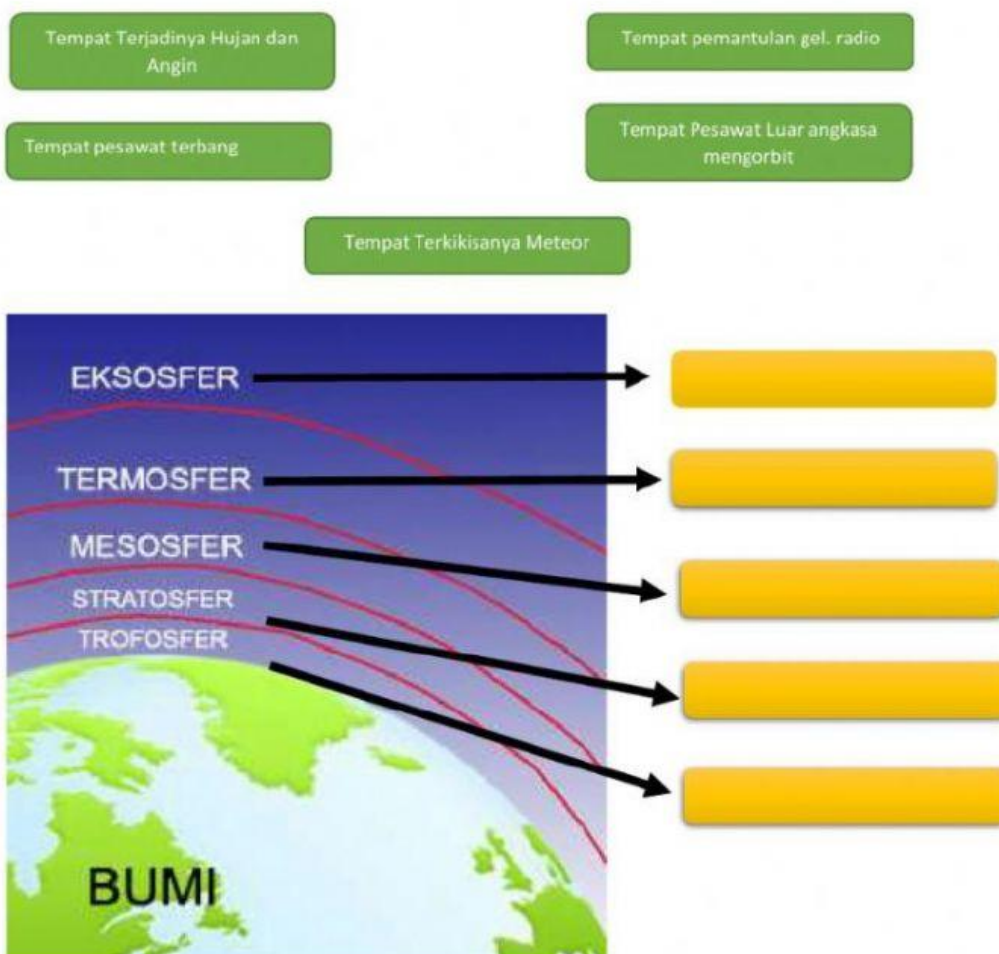 Tempat Terjadinya Hujan dan
Angin
Tempat pemantulan gel. radio
Tempat pesawat terbang
Tempat Pesawat Luar angkasa
mengorbit
Tempat Terkikisanya Meteor
EKSOSFER
TERMOSFER
MESOSFER
STRATOSFER
TROFOSFER
BUMI